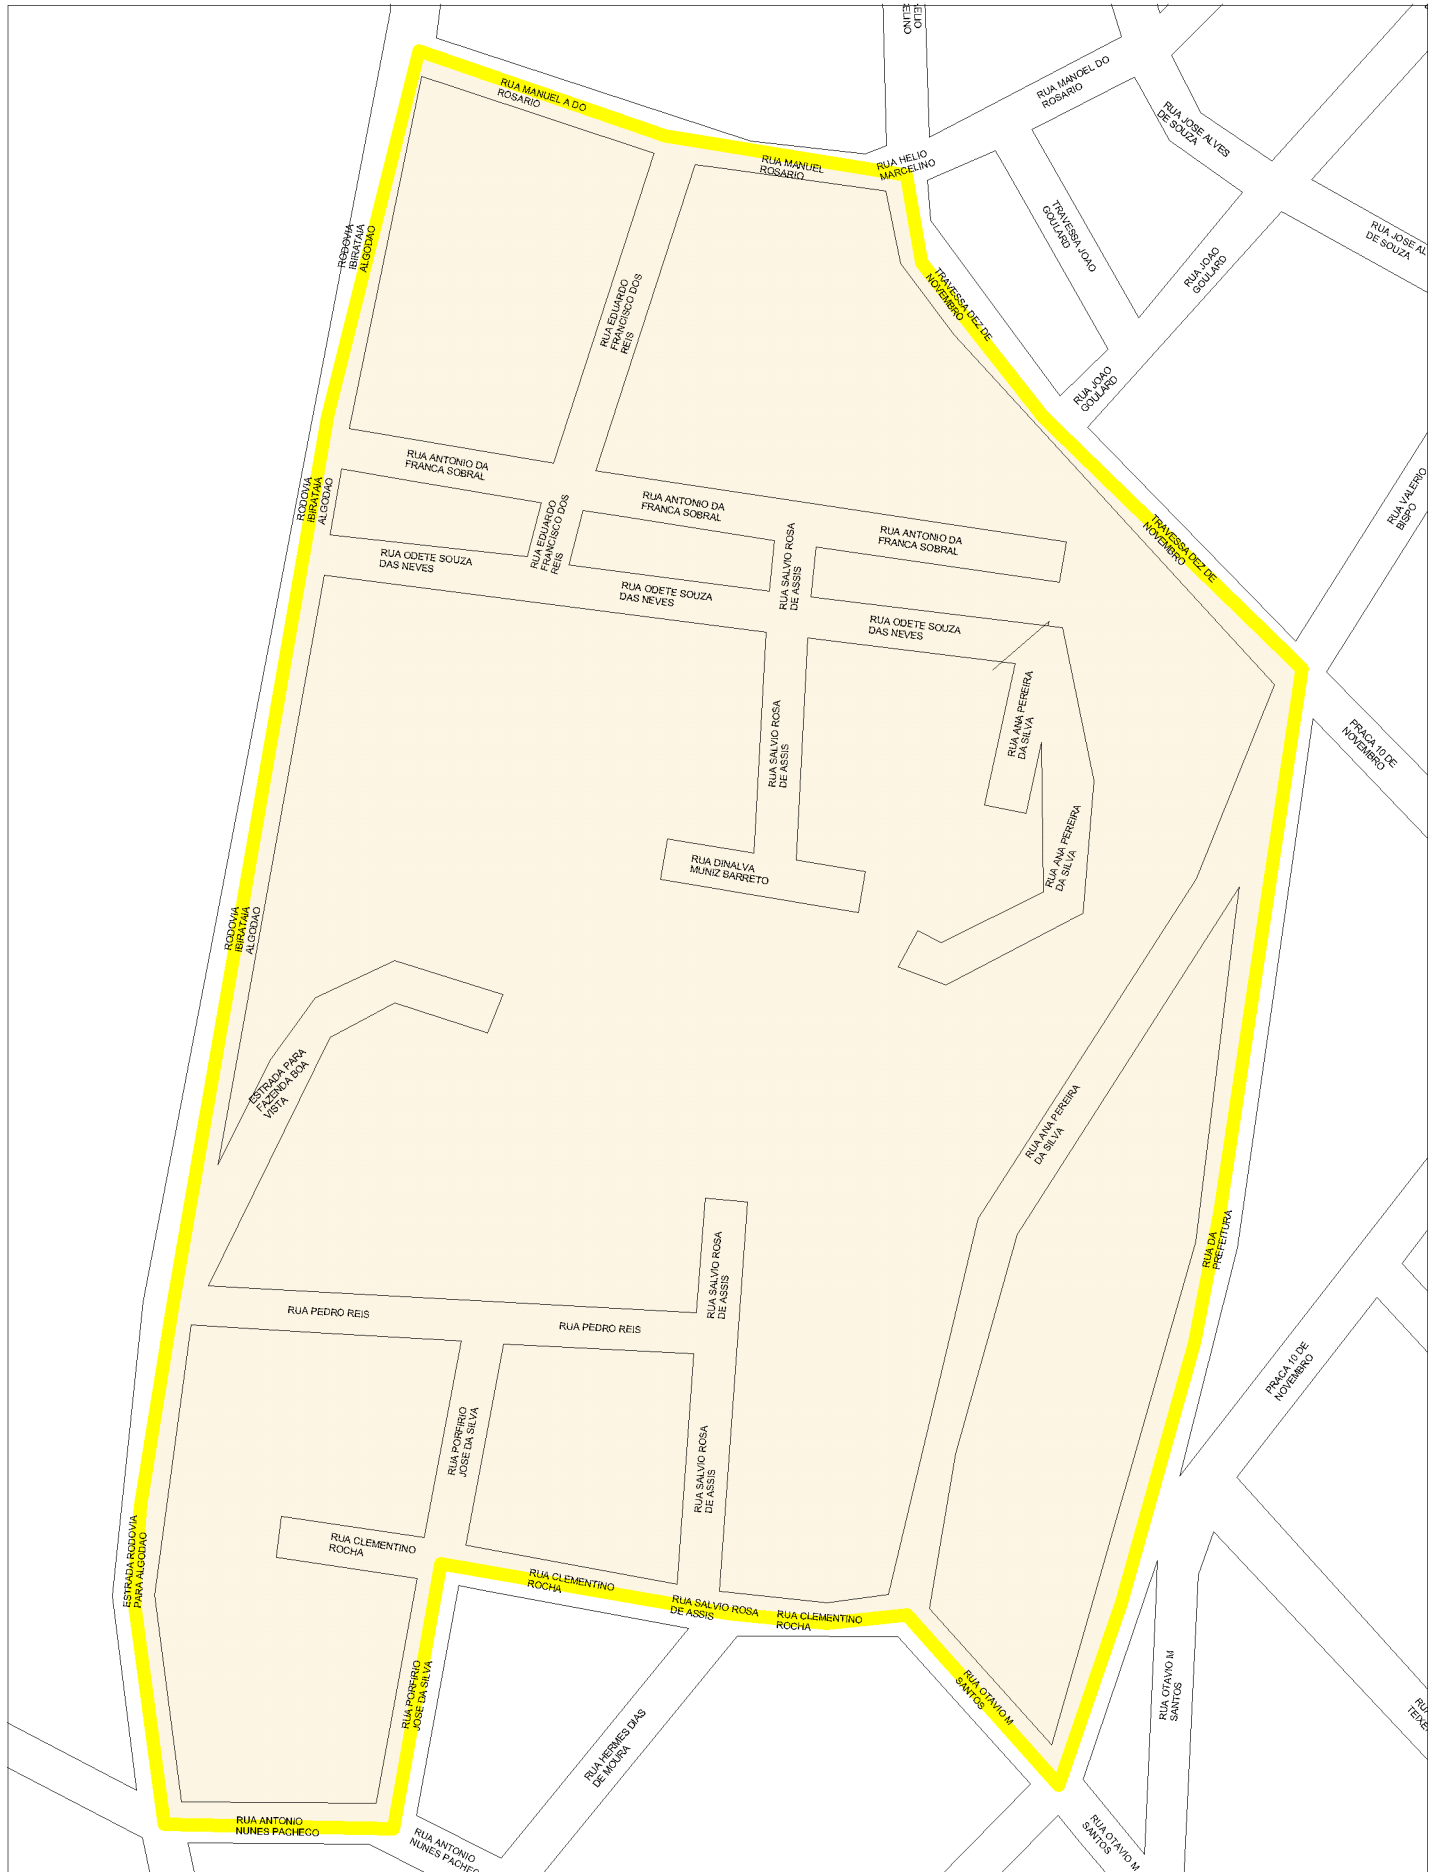 ELIO
ELINO
RUA MANUEL A DO
ROSARIO
RUA MANOEL DO
ROSARIO
RUA JOSE ALVES
DE SOUZA
RUA MANUEL
ROSARIO
RUA HELIO
MARCELINO
RODOVIA
IBIRATAIA
ALGODAO
TRAVESSA JOAO
GOULARD
RUA JOSE AL
DE SOUZA
RUA JOAO
GOULARD
RUA EDUARDO
FRANCISCO DOS
REIS
TRAVESSA DEZ DE
NOVEMBRO
RUA JOAO
GOULARD
RUA ANTONIO DA
FRANCA SOBRAL
RODOVIA
IBIRATAIA
ALGODAO
RUA ANTONIO DA
FRANCA SOBRAL
RUA VALERIO
BISPO
RUA EDUARDO
FRANCISCO DOS
REIS
RUA SALVIO ROSA
DE ASSIS
RUA ANTONIO DA
FRANCA SOBRAL
TRAVESSA DEZ DE
NOVEMBRO
RUA ODETE SOUZA
DAS NEVES
RUA ODETE SOUZA
DAS NEVES
RUA ODETE SOUZA
DAS NEVES
RUA SALVIO ROSA
DE ASSIS
RUA ANA PEREIRA
DA SILVA
PRACA 10 DE
NOVEMBRO
RUA DINALVA
MUNIZ BARRETO
RUA ANA PEREIRA
DA SILVA
RODOVIA
IBIRATAIA
ALGODAO
ESTRADA PARA
FAZENDA BOA
VISTA
RUA ANA PEREIRA
DA SILVA
RUA DA
PREFEITURA
RUA SALVIO ROSA
DE ASSIS
RUA PEDRO REIS
RUA PEDRO REIS
PRACA 10 DE
NOVEMBRO
RUA PORFIRIO
JOSE DA SILVA
RUA SALVIO ROSA
DE ASSIS
RUA CLEMENTINO
ROCHA
ESTRADA RODOVIA
PARA ALGODAO
RUA CLEMENTINO
ROCHA
RUA SALVIO ROSA
DE ASSIS
RUA CLEMENTINO
ROCHA
RUA PORFIRIO
JOSE DA SILVA
RUA OTAVIO M
SANTOS
RUA OTAVIO M
SANTOS
RUA HERMES DIAS
DE MOURA
RUA
TEIXE
RUA ANTONIO
NUNES PACHECO
RUA ANTONIO
NUNES PACHEC
RUA OTAVIO M
SANTOS